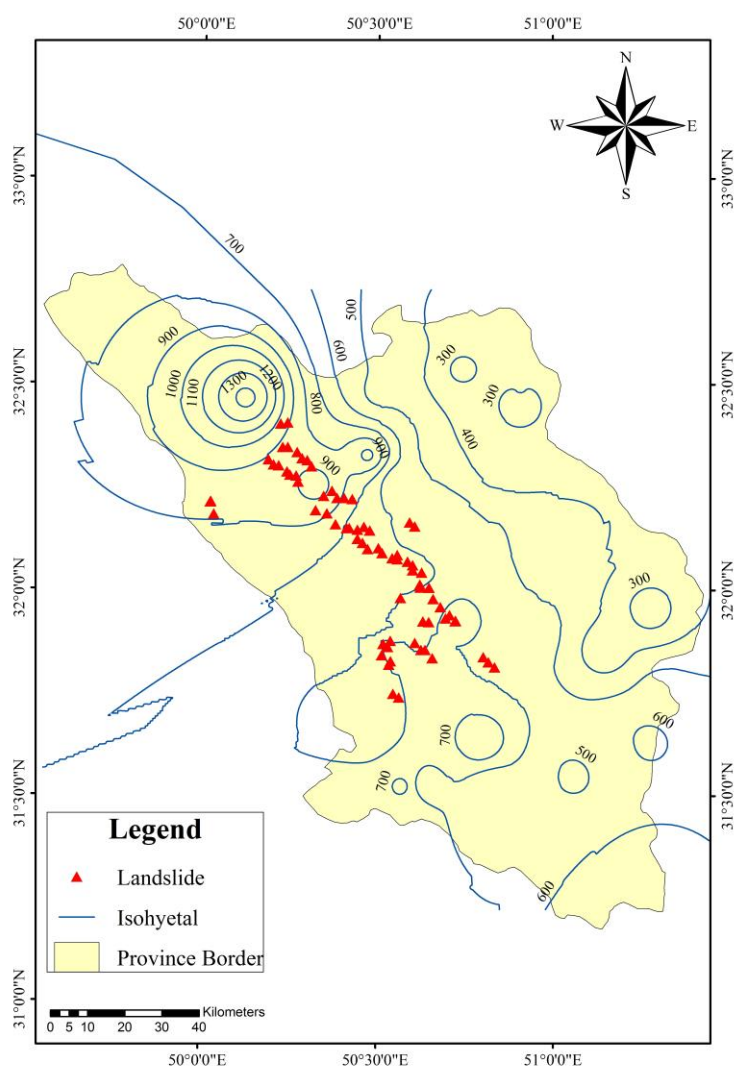 50°0'0"E 50°30'0"E 51°0'0"E
N
W E
S
33°0'0"N 33°0'0"N
700
500
600
900
300
1200
1300
1000
1100
32°30'0"N 32°30'0"N
800
300
400
900
900
300
32°0'0"N 32°0'0"N
600
700
500
700
31°30'0"N 31°30'0"N
600
Legend
Landslide
Isohyetal
Province Border
31°0'0"N 31°0'0"N
Kilometers
0 5 10 20 30 40
50°0'0"E 50°30'0"E 51°0'0"E